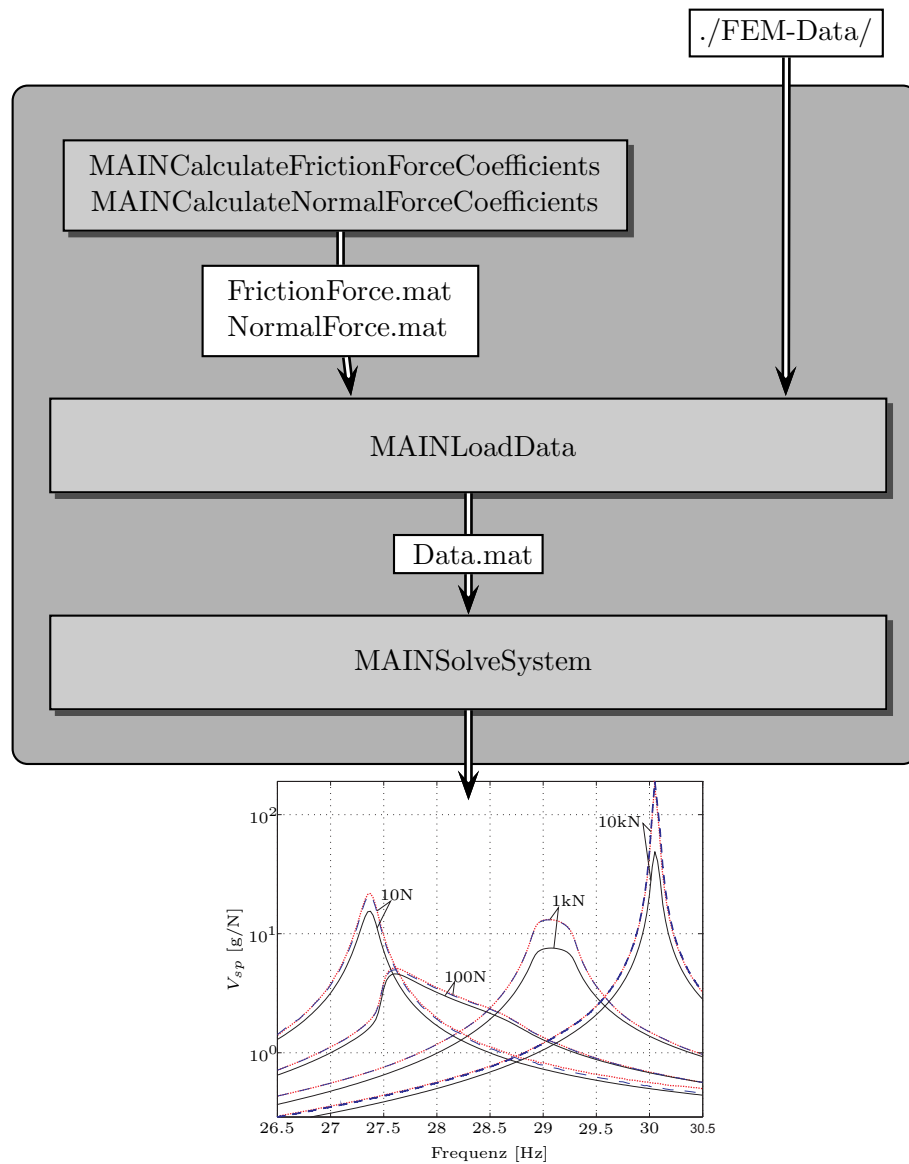 ./FEM-Data/
MAINCalculateFrictionForceCoefficients
MAINCalculateNormalForceCoefficients
FrictionForce.mat
NormalForce.mat
MAINLoadData
Data.mat
MAINSolveSystem
10^2
10kN
10N
1kN
10^1
100N
10^0
V_{sp} [g/N]
26.5 27 27.5 28 28.5 29 29.5 30 30.5
Frequenz [Hz]